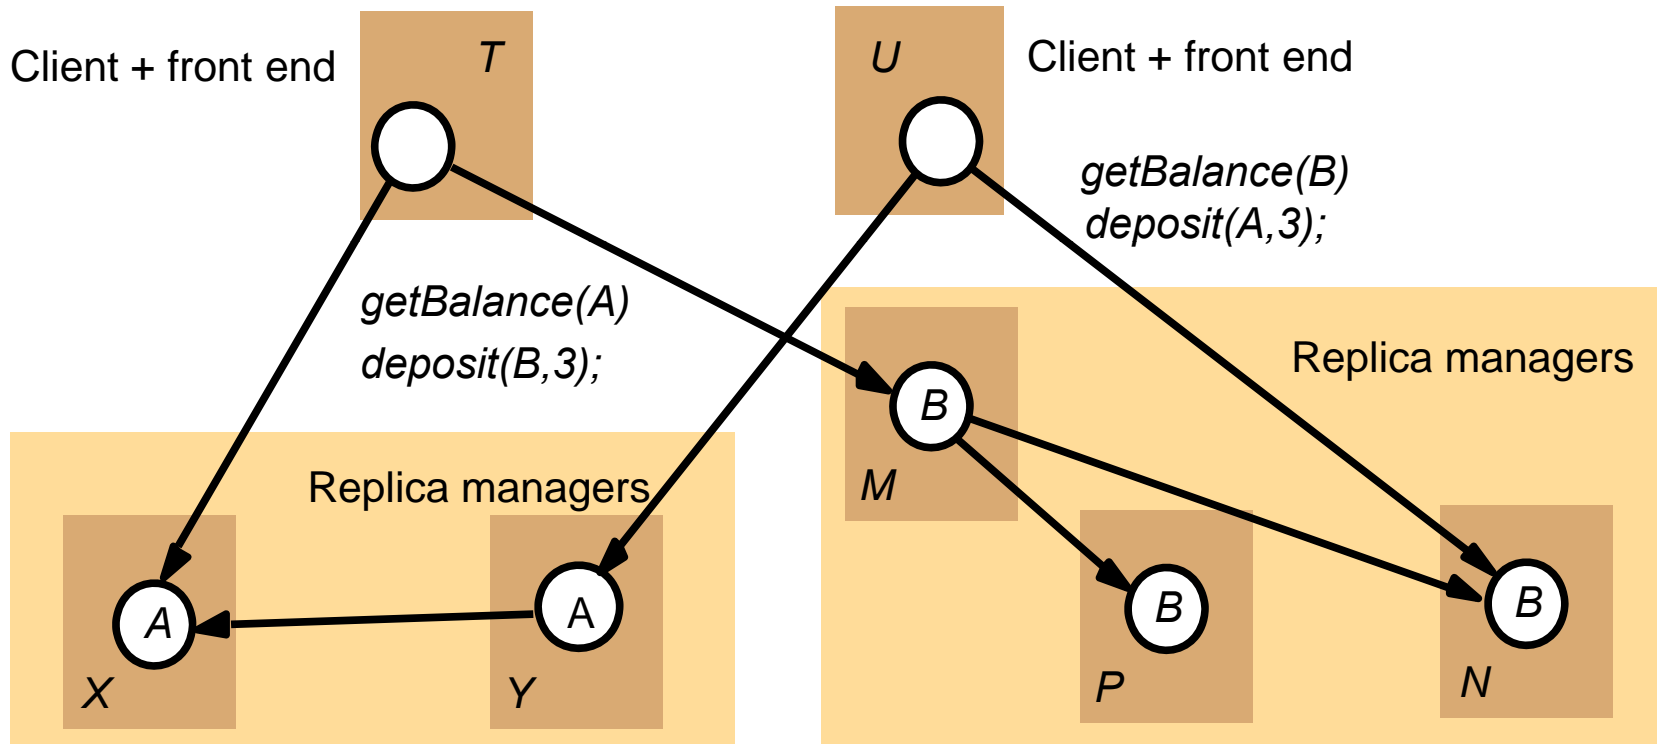 Client + front end
T
U
Client + front end
getBalance(B)
deposit(A,3);
getBalance(A)
deposit(B,3);
Replica managers
B
M
Replica managers
A
X
A
Y
B
P
B
N